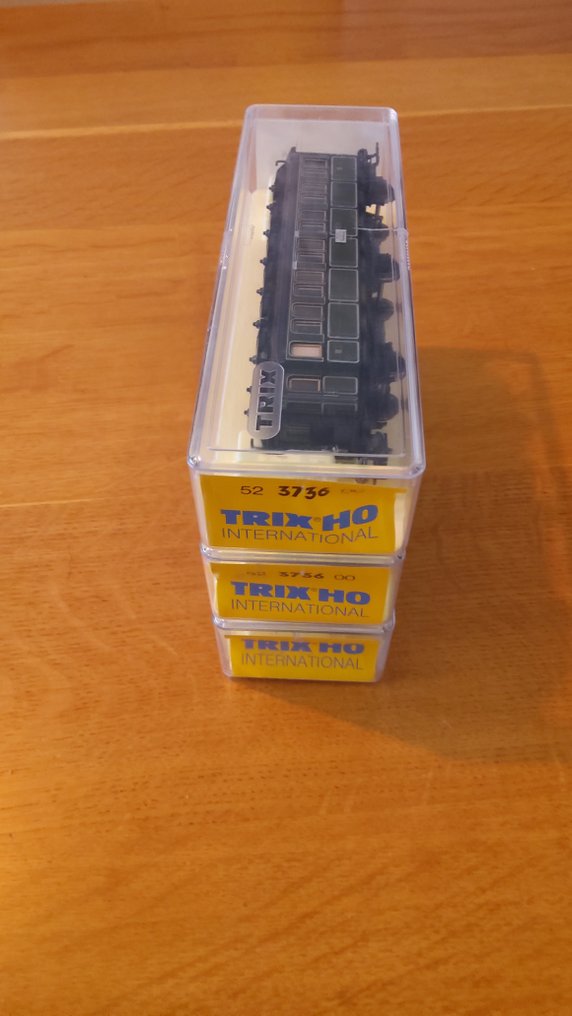 TRIX
52 3736
TRIX HO
INTERNATIONAL
52 3736 00
TRIX HO
INTERNATIONAL
TRIX HO
INTERNATIONAL